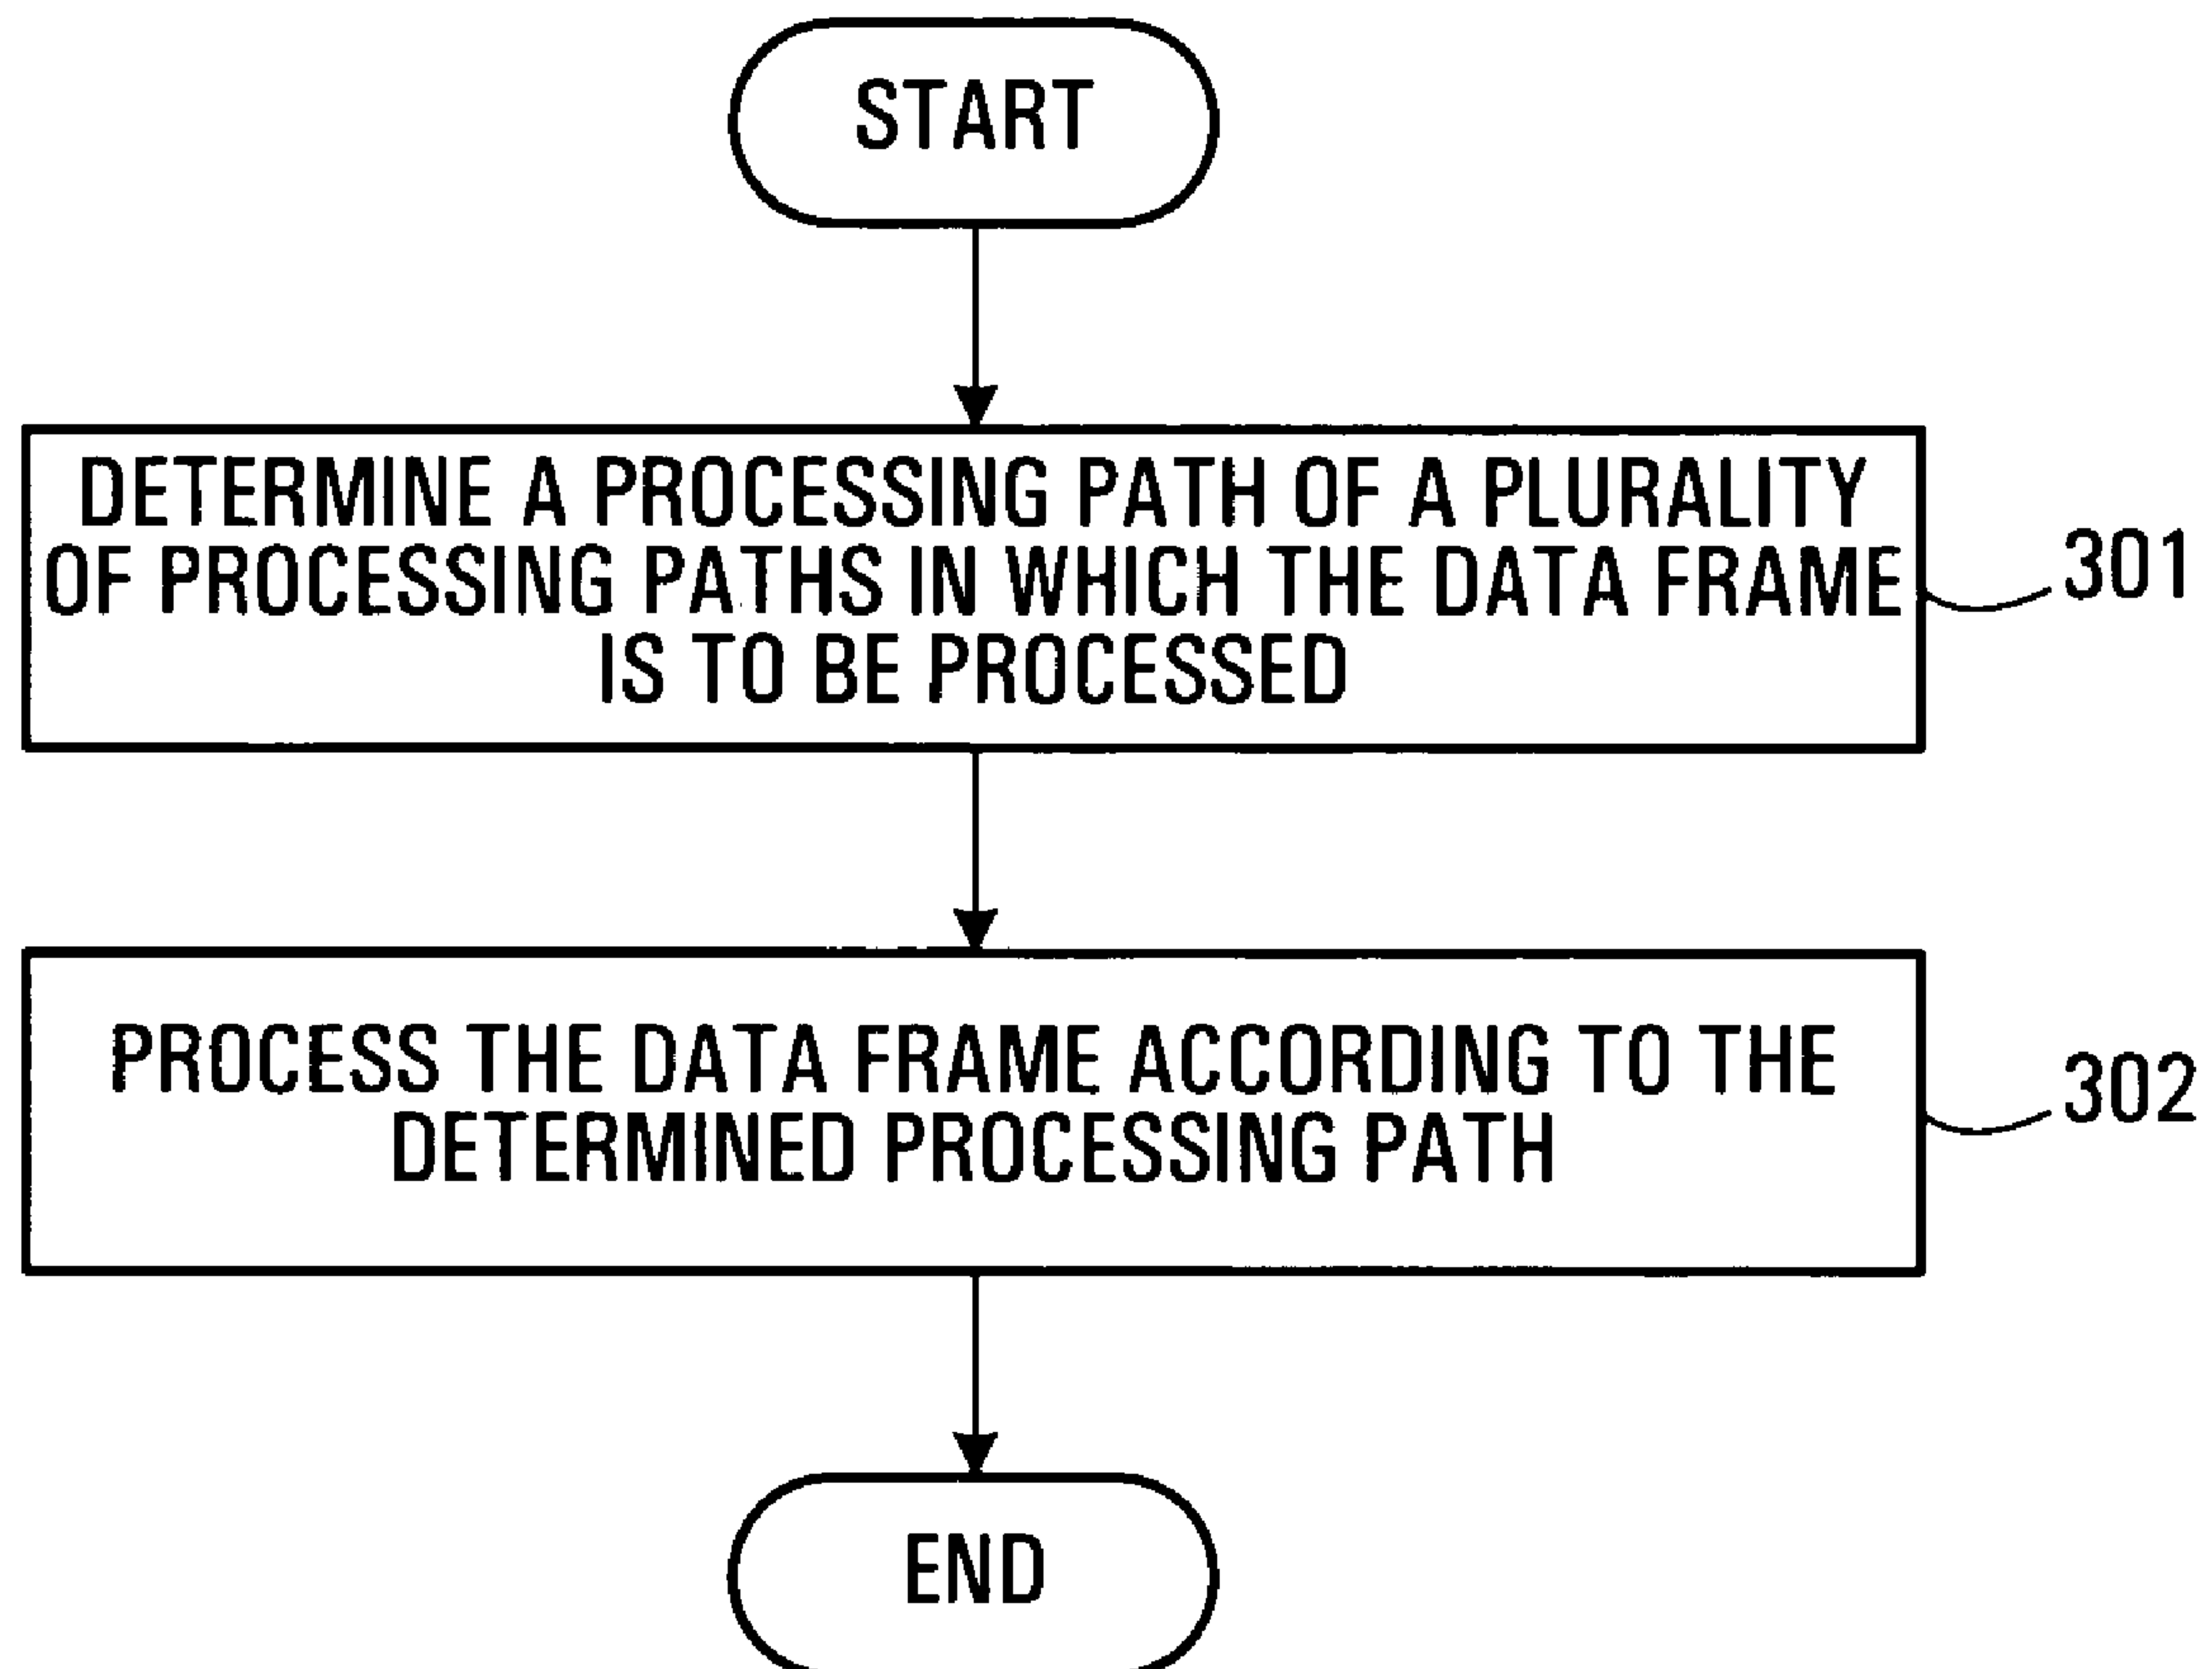 START
DETERMINE A PROCESSING PATH OF A PLURALITY
OF PROCESSING PATHS IN WHICH THE DATA FRAME
IS TO BE PROCESSED
301
PROCESS THE DATA FRAME ACCORDING TO THE
DETERMINED PROCESSING PATH
302
END